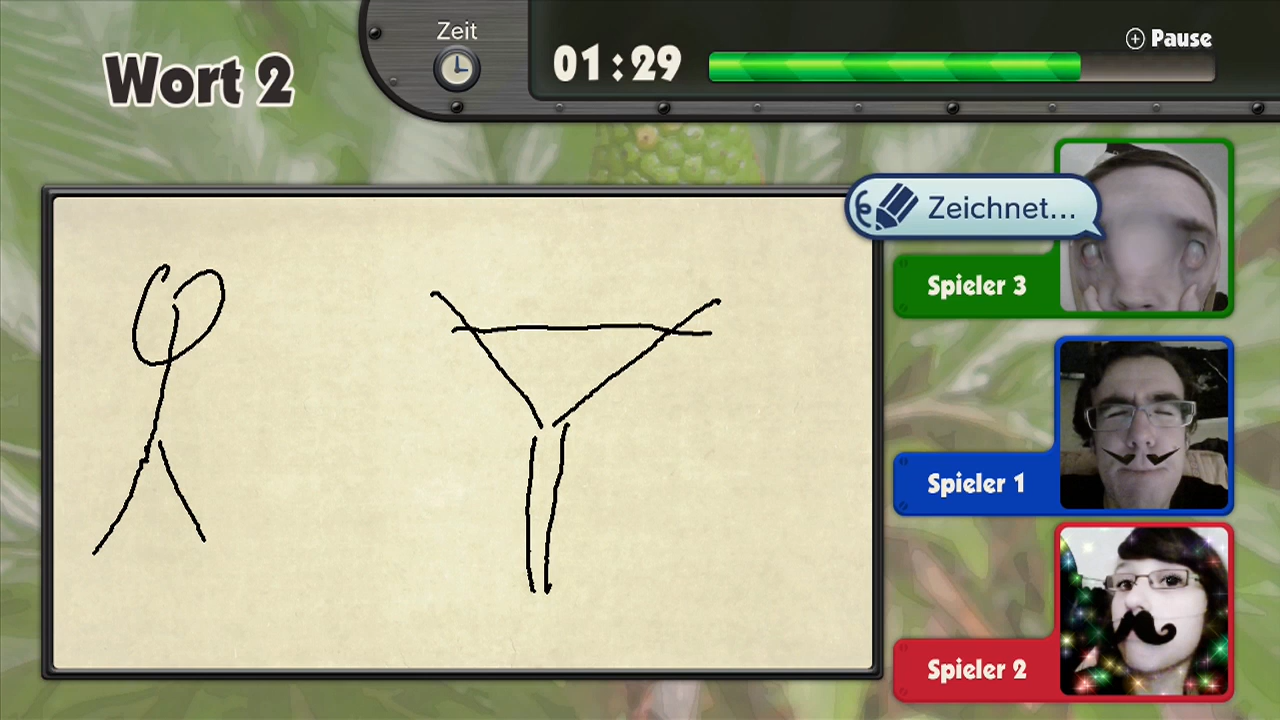 Wort 2
Zeit
01:29
Pause
Zeichnet...
Spieler 3
Spieler 1
Spieler 2